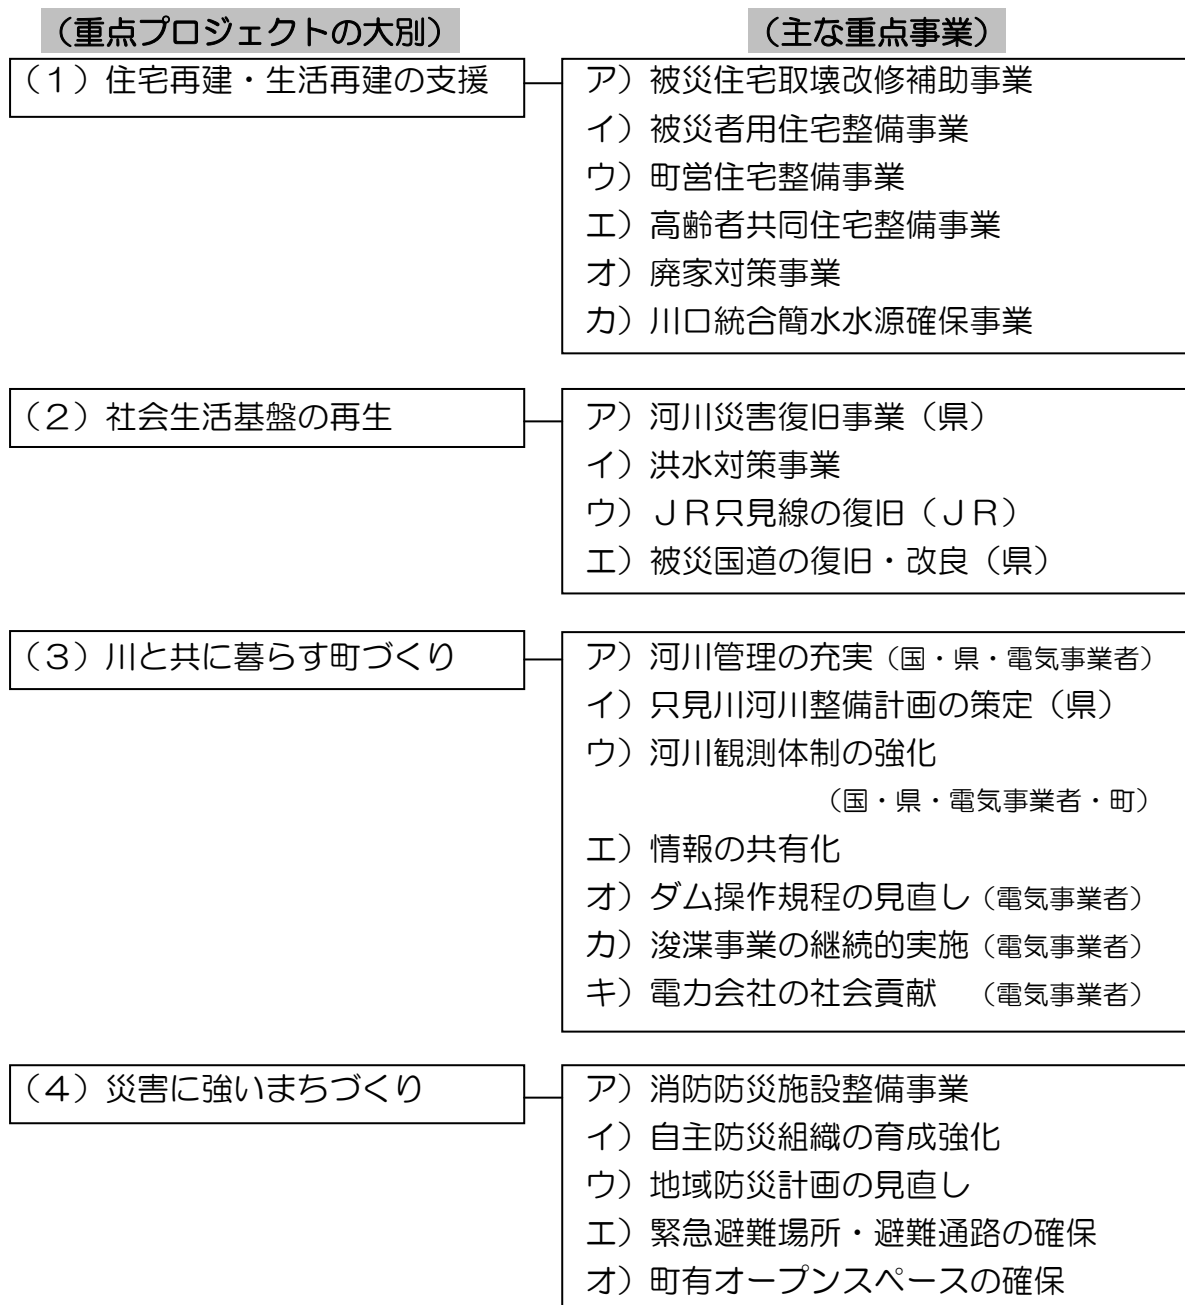 （重点プロジェクトの大別）
（主な重点事業）
（１）住宅再建・生活再建の支援
ア）被災住宅取壊改修補助事業
イ）被災者用住宅整備事業
ウ）町営住宅整備事業
エ）高齢者共同住宅整備事業
オ）廃家対策事業
カ）川口統合簡水水源確保事業
（２）社会生活基盤の再生
ア）河川災害復旧事業（県）
イ）洪水対策事業
ウ）ＪＲ只見線の復旧（ＪＲ）
エ）被災国道の復旧・改良（県）
（３）川と共に暮らす町づくり
ア）河川管理の充実（国・県・電気事業者）
イ）只見川河川整備計画の策定（県）
ウ）河川観測体制の強化
（国・県・電気事業者・町）
エ）情報の共有化
オ）ダム操作規程の見直し（電気事業者）
カ）浚渫事業の継続的実施（電気事業者）
キ）電力会社の社会貢献　（電気事業者）
（４）災害に強いまちづくり
ア）消防防災施設整備事業
イ）自主防災組織の育成強化
ウ）地域防災計画の見直し
エ）緊急避難場所・避難通路の確保
オ）町有オープンスペースの確保